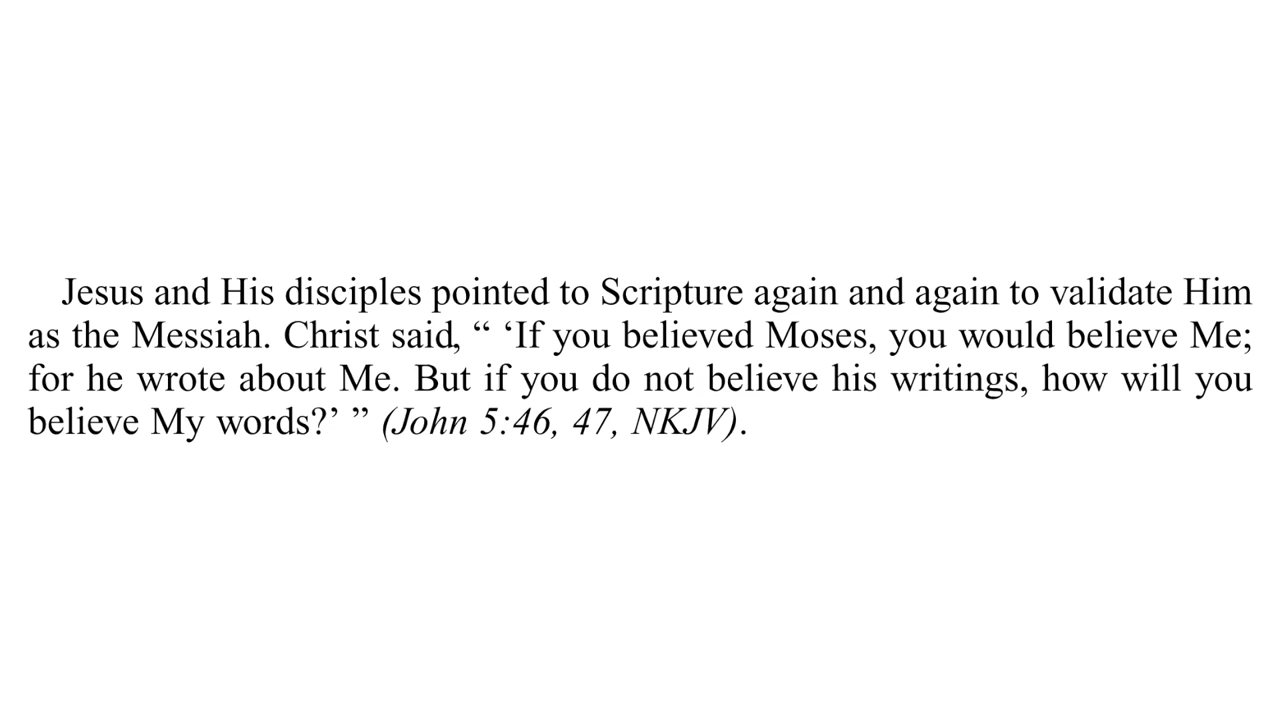 Jesus and His disciples pointed to Scripture again and again to validate Him
as the Messiah. Christ said, “ ‘If you believed Moses, you would believe Me;
for he wrote about Me. But if you do not believe his writings, how will you
believe My words?’ ” (John 5:46, 47, NKJV).